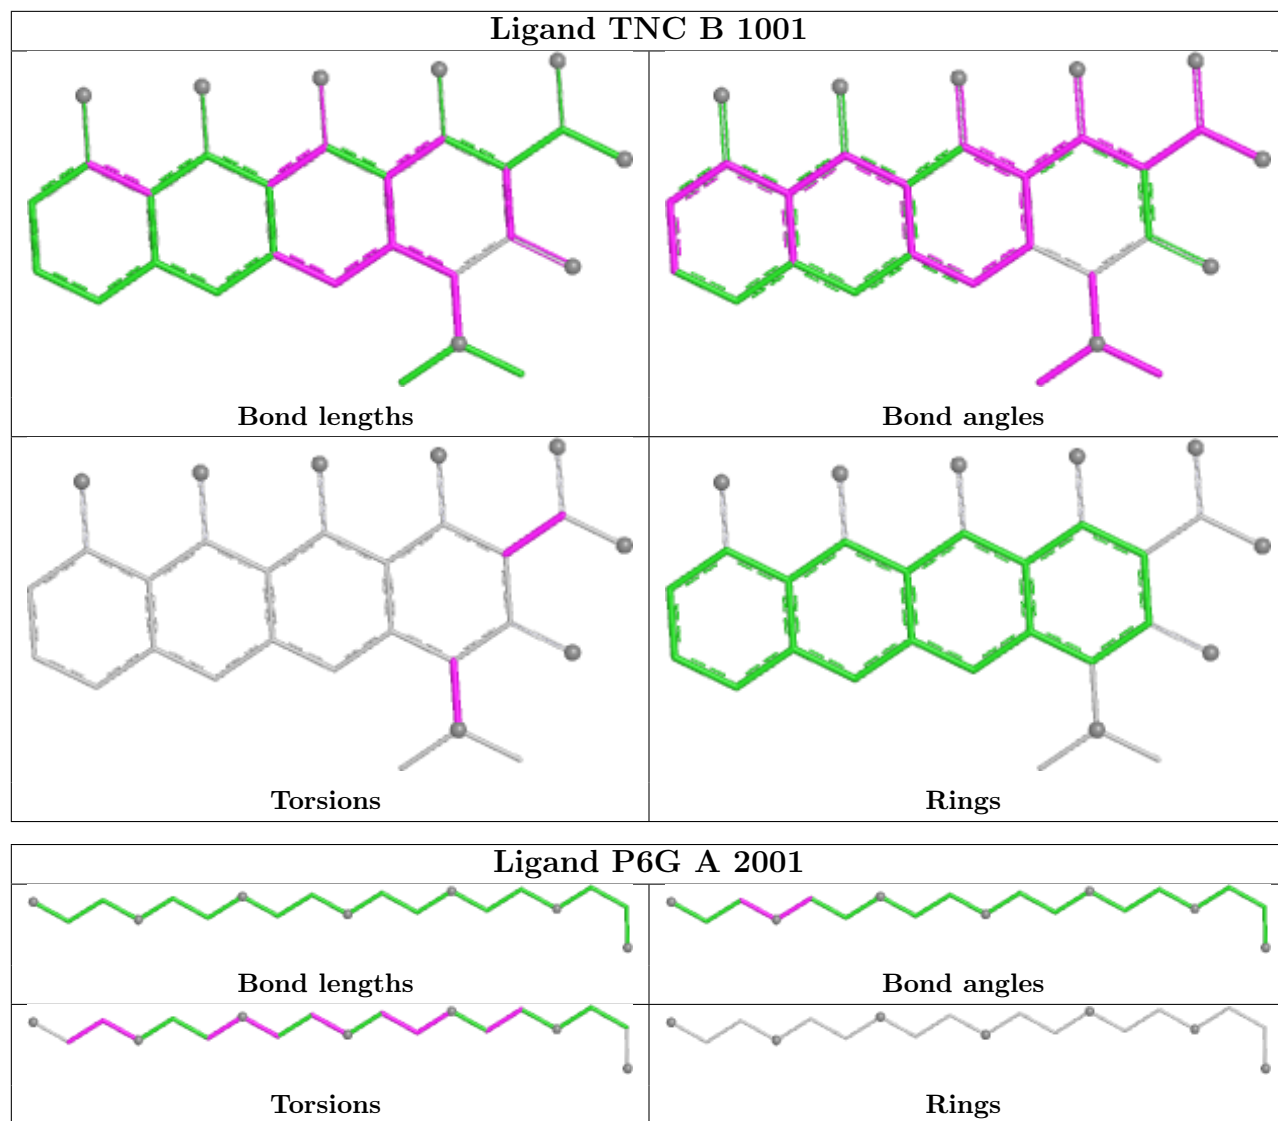 Ligand TNC B 1001
Bond lengths
Bond angles
Torsions
Rings
Ligand P6G A 2001
Bond lengths
Bond angles
Torsions
Rings